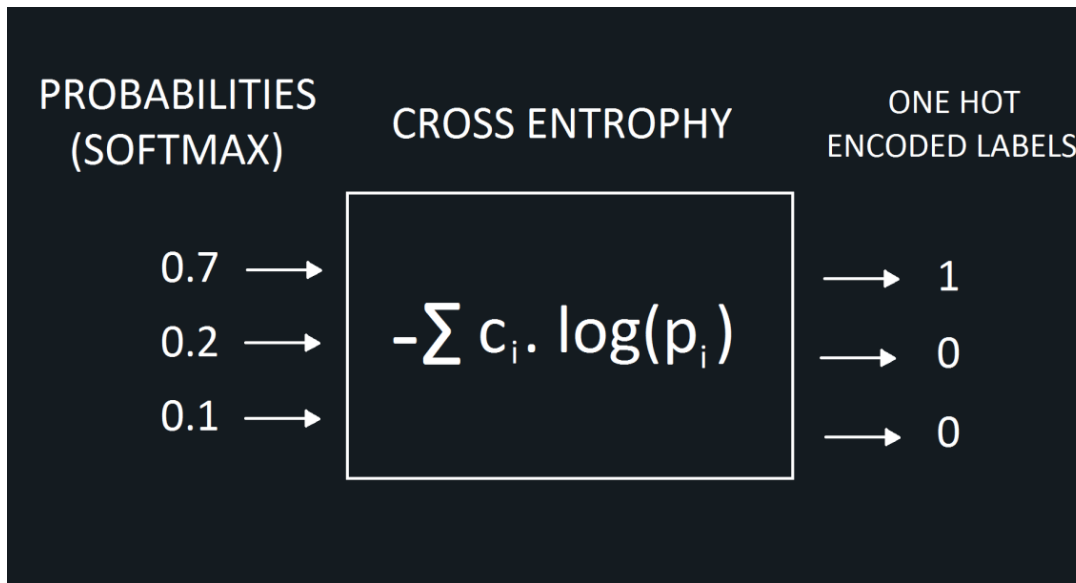 PROBABILITIES
(SOFTMAX)
CROSS ENTROPHY
ONE HOT
ENCODED LABELS
0.7
0.2
0.1
-∑ cᵢ. log(pᵢ)
1
0
0